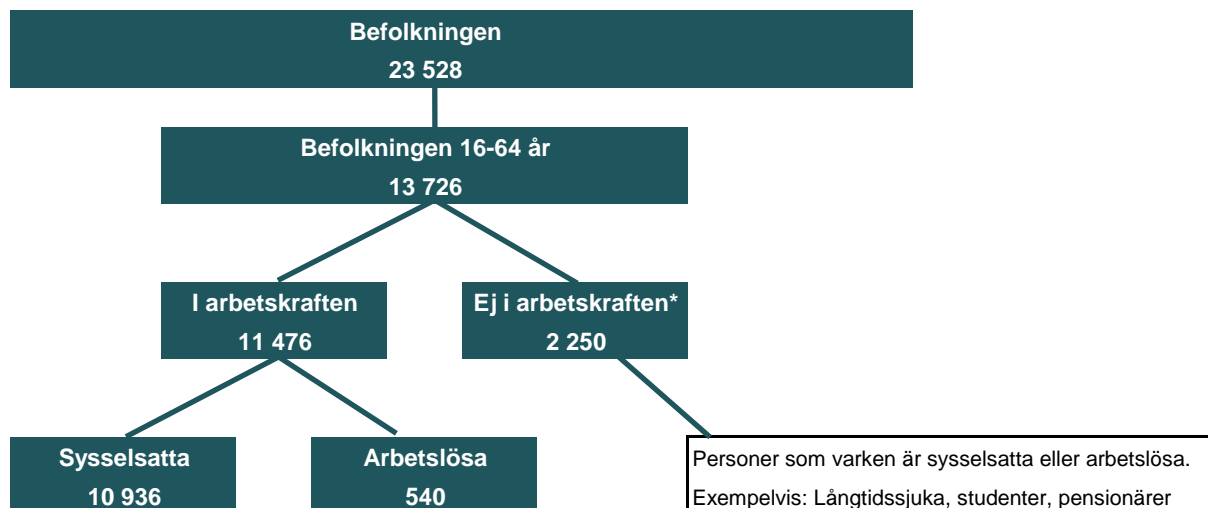 Befolkningen
23 528
Befolkningen 16-64 år
13 726
I arbetskraften
11 476
Ej i arbetskraften*
2 250
Sysselsatta
10 936
Arbetslösa
540
Personer som varken är sysselsatta eller arbetslösa.
Exempelvis: Långtidssjuka, studenter, pensionärer